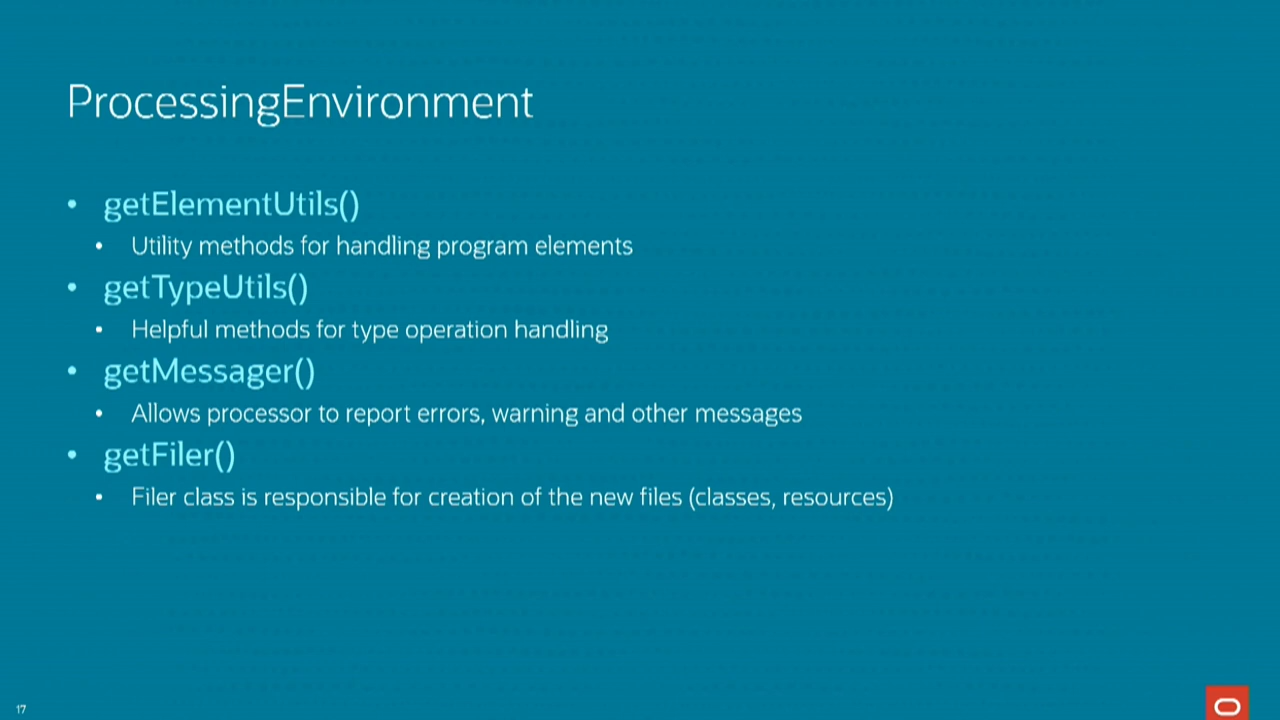 ProcessingEnvironment
• getElementUtils()
• Utility methods for handling program elements
• getTypeUtils()
• Helpful methods for type operation handling
• getMessager()
• Allows processor to report errors, warning and other messages
• getFiler()
• Filer class is responsible for creation of the new files (classes, resources)
17